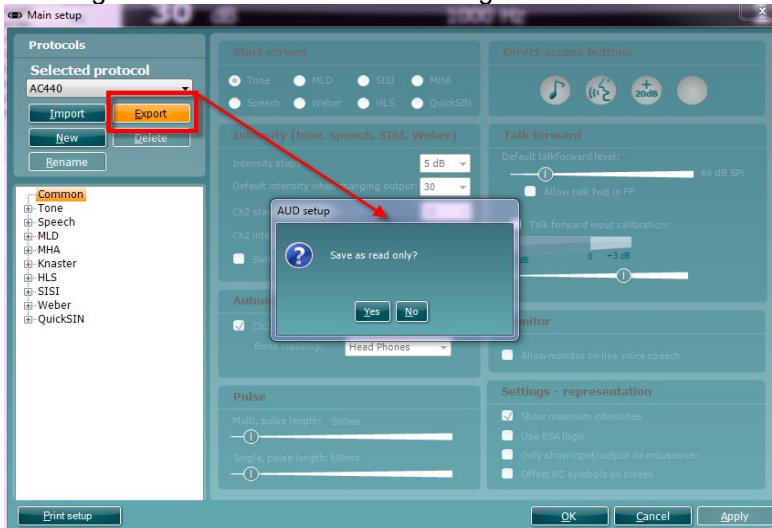 Main setup
30 dB 1000 Hz
Protocols
Selected protocol
AC440
Import Export
New Delete
Rename
Common
Tone
Speech
MLD
MHA
Knaster
HLS
SISI
Weber
QuickSIN
Print setup
Start screen
Tone MLD SISI MHA
Speech Weber HLS QuickSIN
Intensity (tone, speech, SISI, Weber)
Intensity steps: 5 dB
Default intensity when changing output: 30
Ch2
Ch2
Bone masking: Head Phones
Pulse
Multi, pulse length: 500ms
Single, pulse length: 500ms
AUD setup
Save as read only?
Yes No
Direct access buttons
+
20dB
Talk forward
Default talkforward level:
60 dB SPL
Allow talk fwd in FF
Talk forward input calibration:
dB 0 +3 dB
Allow monitor on live voice speech
Settings - representation
Show maximum intensities
Use BSA logic
Only show input/output on mouseover
Offset BC symbols on screen
OK Cancel Apply